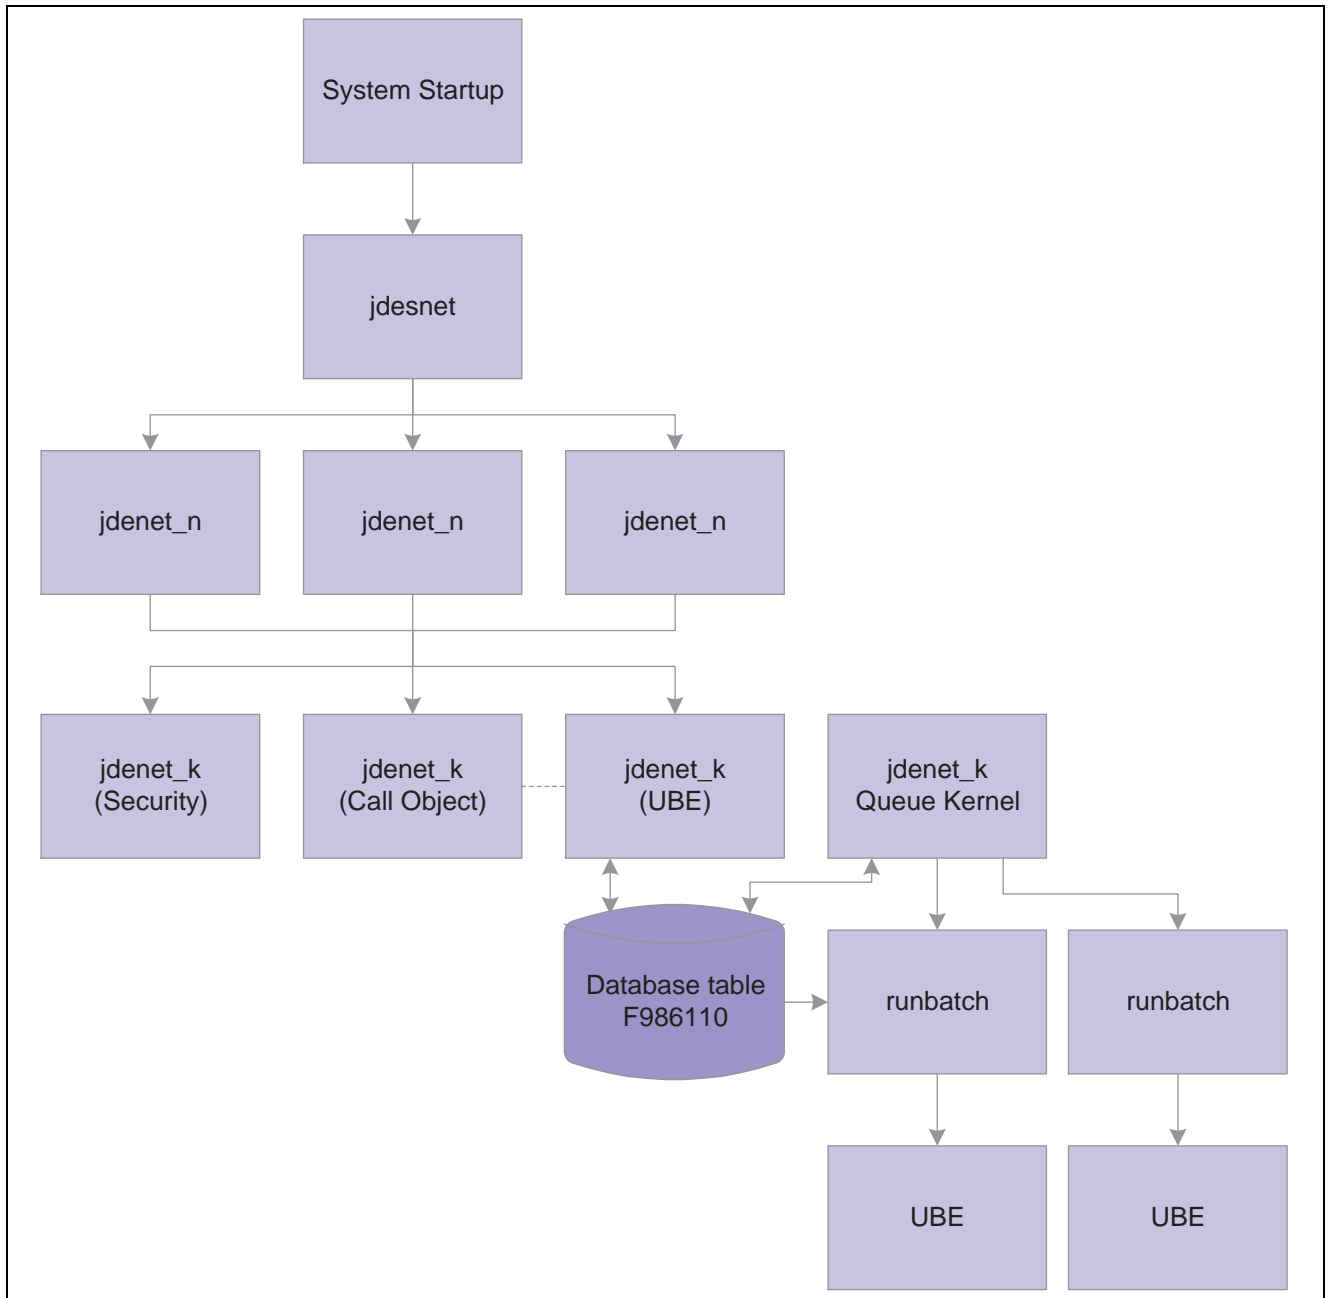 System Startup
jdesnet
jdenet_n
jdenet_n
jdenet_n
jdenet_k
(Security)
jdenet_k
(Call Object)
jdenet_k
(UBE)
jdenet_k
Queue Kernel
Database table
F986110
runbatch
runbatch
UBE
UBE